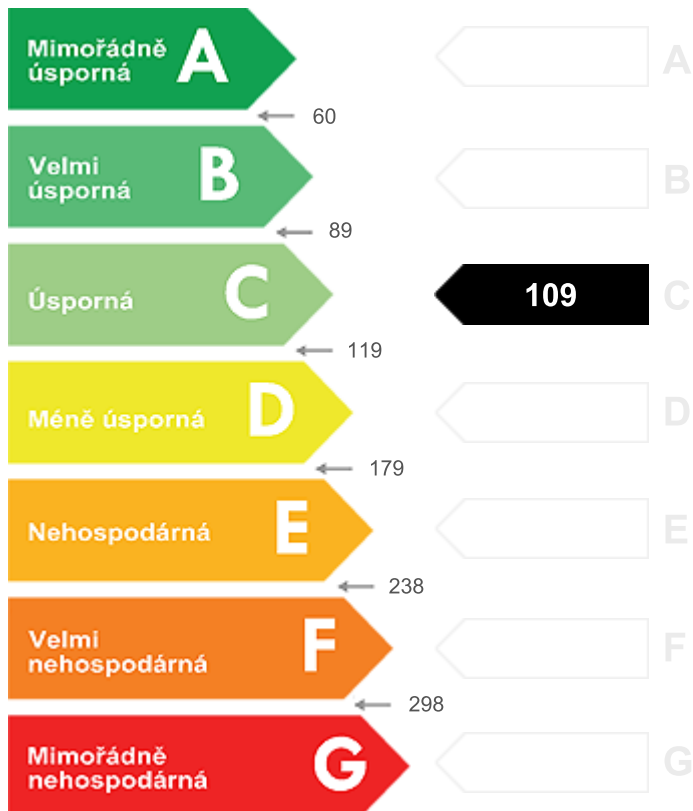 Mimořádně
úsporná
A
A
60
Velmi
úsporná
B
B
89
Úsporná
C
109
C
119
Méně úsporná
D
D
179
Nehospodárná
E
E
238
Velmi
nehospodárná
F
F
298
Mimořádně
nehospodárná
G
G